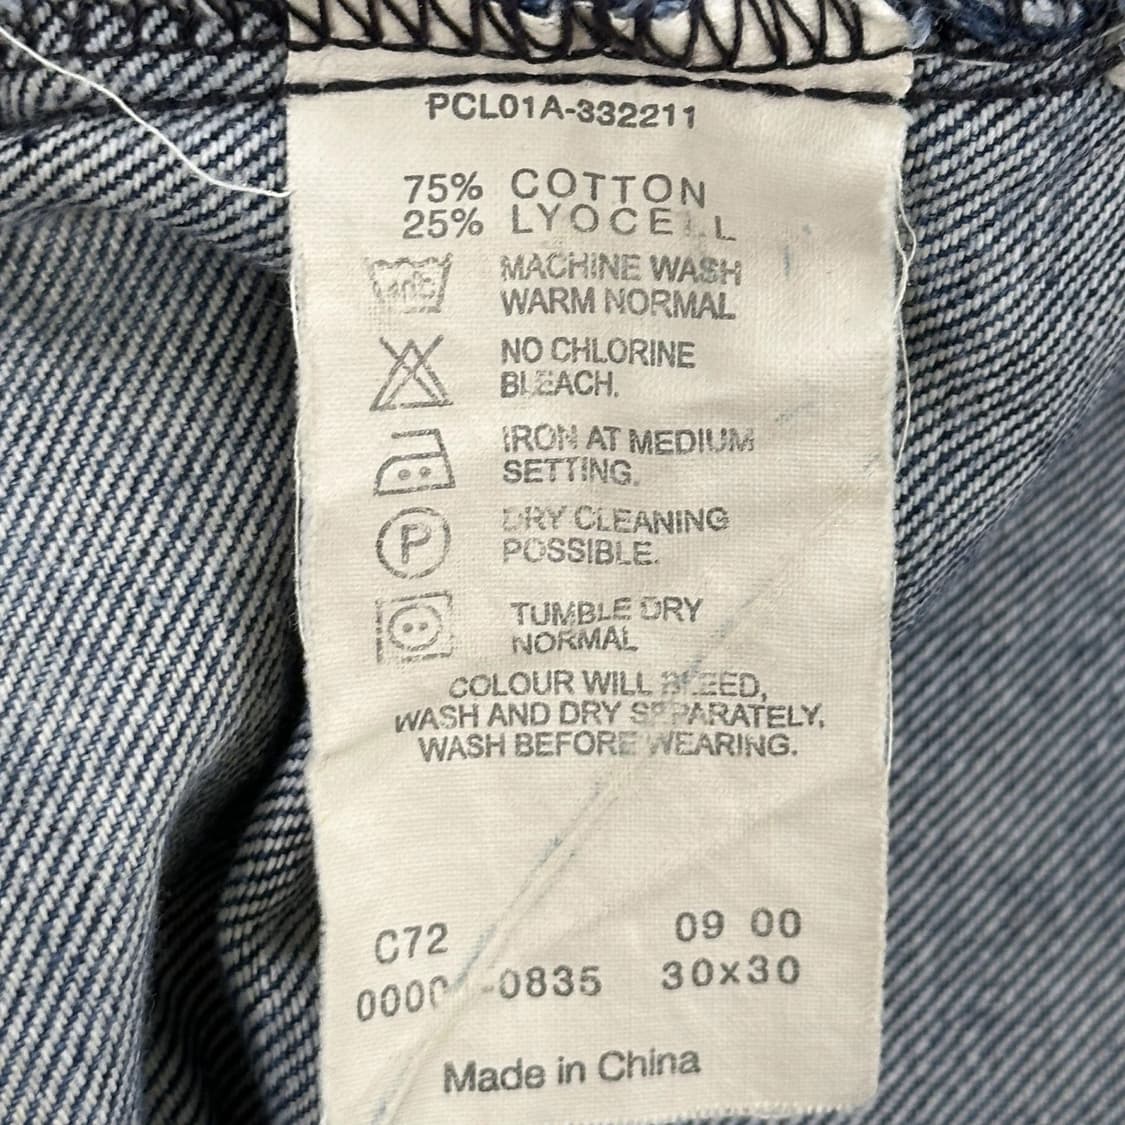 PCL01A-332211
75% COTTON
25% LYOCELL
MACHINE WASH
WARM NORMAL
NO CHLORINE
BLEACH.
IRON AT MEDIUM
SETTING.
P
DRY CLEANING
POSSIBLE.
TUMBLE DRY
NORMAL
COLOUR WILL BLEED,
WASH AND DRY SEPARATELY,
WASH BEFORE WEARING.
C72 09 00
0000 -0835 30x30
Made in China